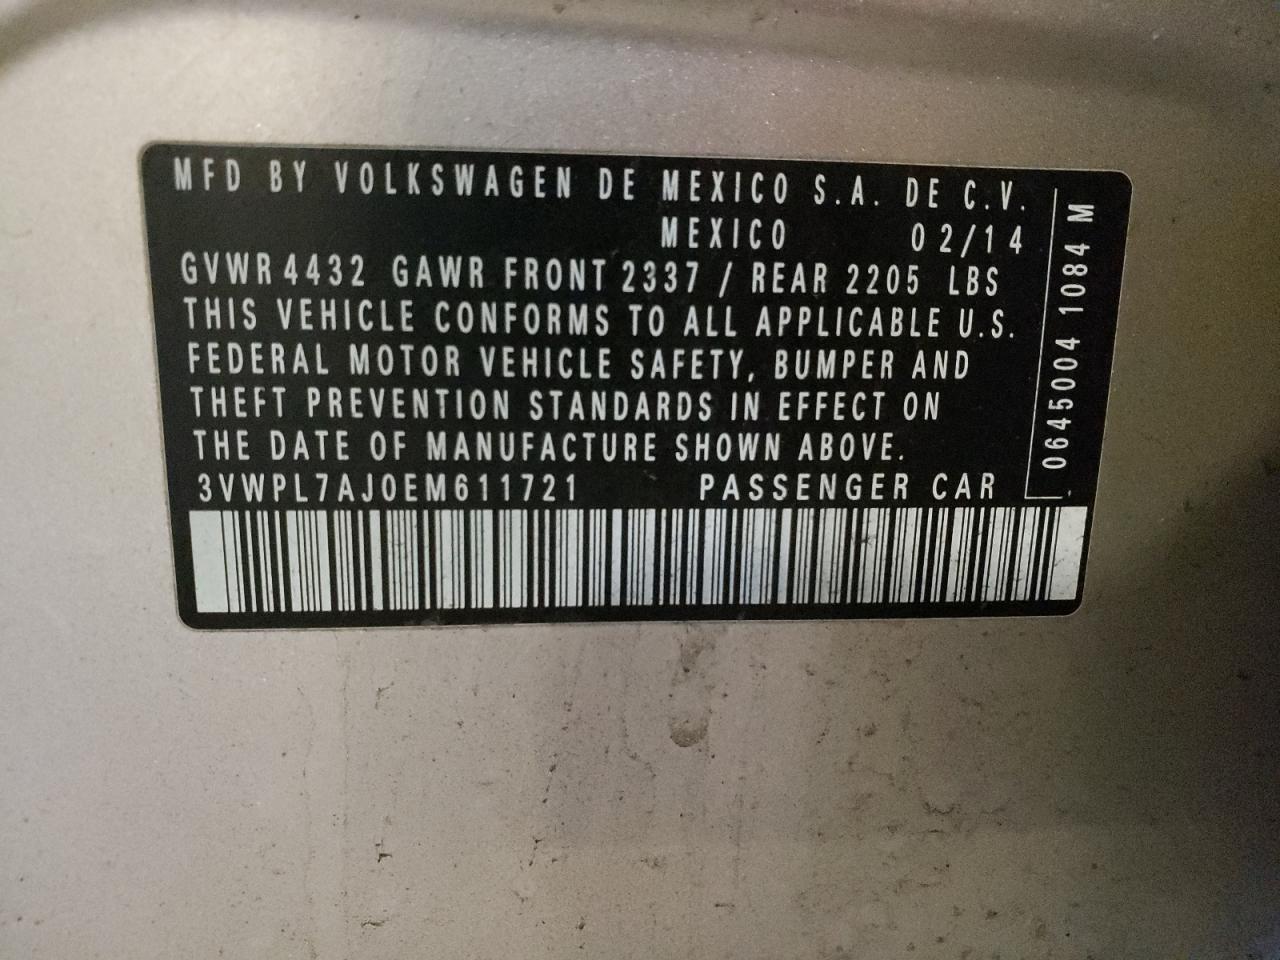 MFD BY VOLKSWAGEN DE MEXICO S.A. DE C.V.
MEXICO 02/14
GVWR 4432 GAWR FRONT 2337 / REAR 2205 LBS
THIS VEHICLE CONFORMS TO ALL APPLICABLE U.S.
FEDERAL MOTOR VEHICLE SAFETY, BUMPER AND
THEFT PREVENTION STANDARDS IN EFFECT ON
THE DATE OF MANUFACTURE SHOWN ABOVE.
3VWPL7AJ0EM611721 PASSENGER CAR
0645004 1084 M